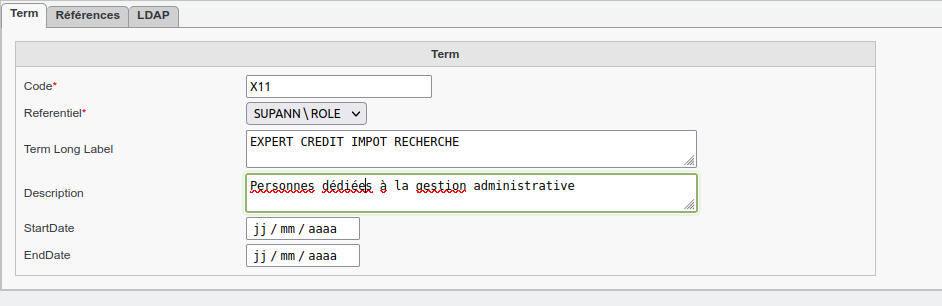 Term Références LDAP
Term
Code* X11
Referentiel* SUPANN \ ROLE
Term Long Label EXPERT CREDIT IMPOT RECHERCHE
Description Personnes dédiées à la gestion administrative
StartDate jj / mm / aaaa
EndDate jj / mm / aaaa